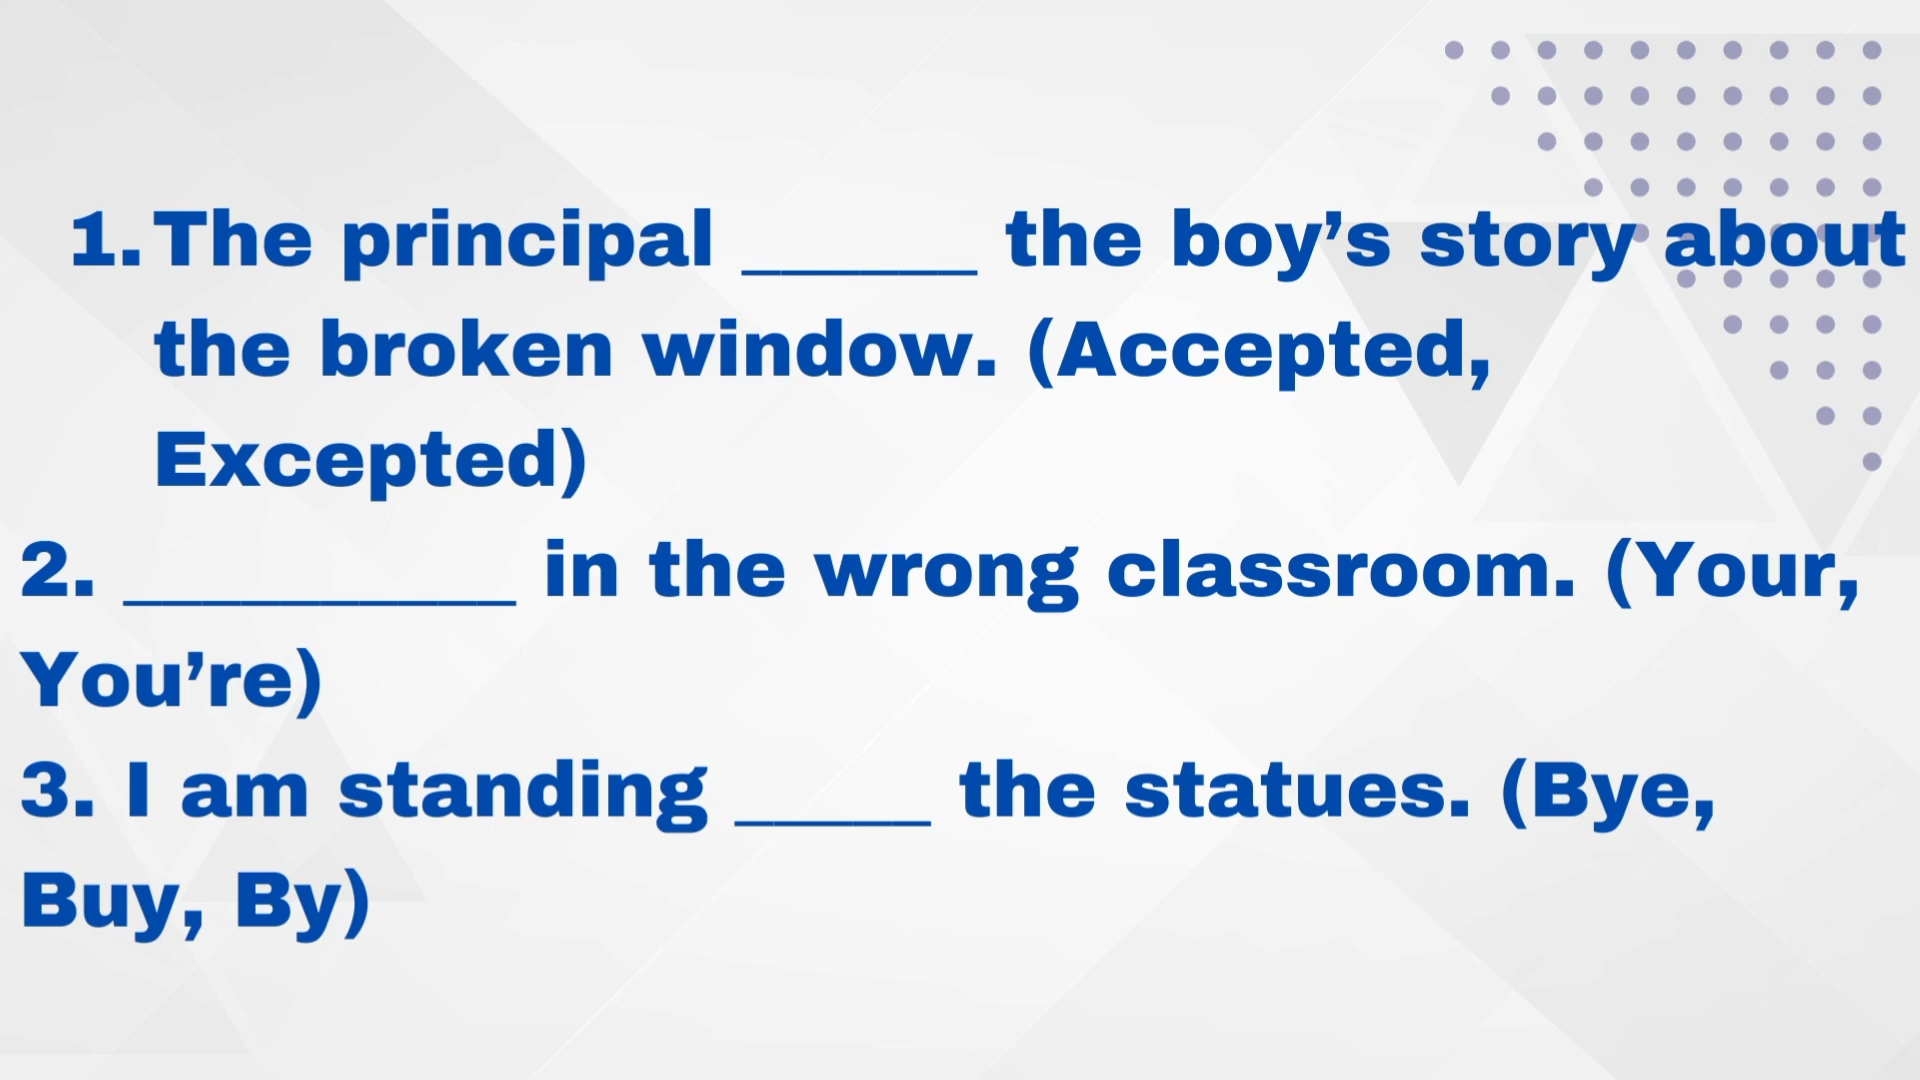 1. The principal ______ the boy’s story about
the broken window. (Accepted,
Excepted)
2. __________ in the wrong classroom. (Your,
You’re)
3. I am standing _____ the statues. (Bye,
Buy, By)